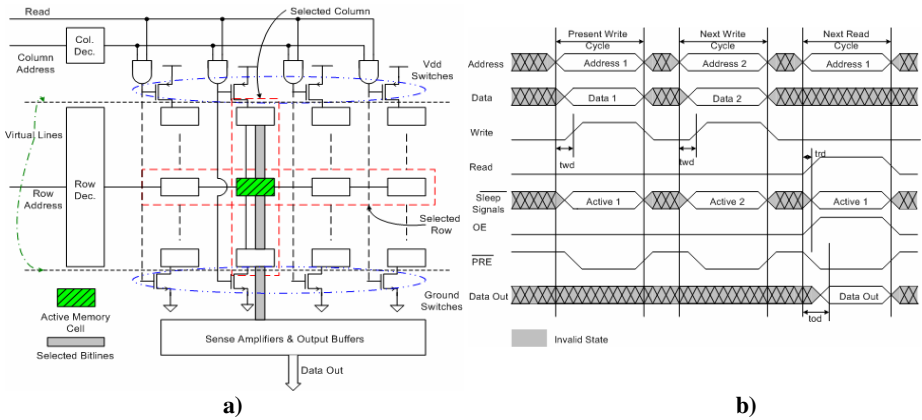 Read
Selected Column
Col.
Dec.
Column
Address
Vdd
Switches
Virtual Lines
Row
Address
Row
Dec.
Selected
Row
Active Memory
Cell
Selected Bitlines
Ground
Switches
Sense Amplifiers & Output Buffers
Data Out
a)
Present Write
Cycle
Next Write
Cycle
Next Read
Cycle
Address
Address 1
Address 2
Address 1
Data
Data 1
Data 2
Write
twd
twd
trd
Read
Sleep
Signals
Active 1
Active 2
Active 1
OE
PRE
Data Out
Data Out
tod
Invalid State
b)